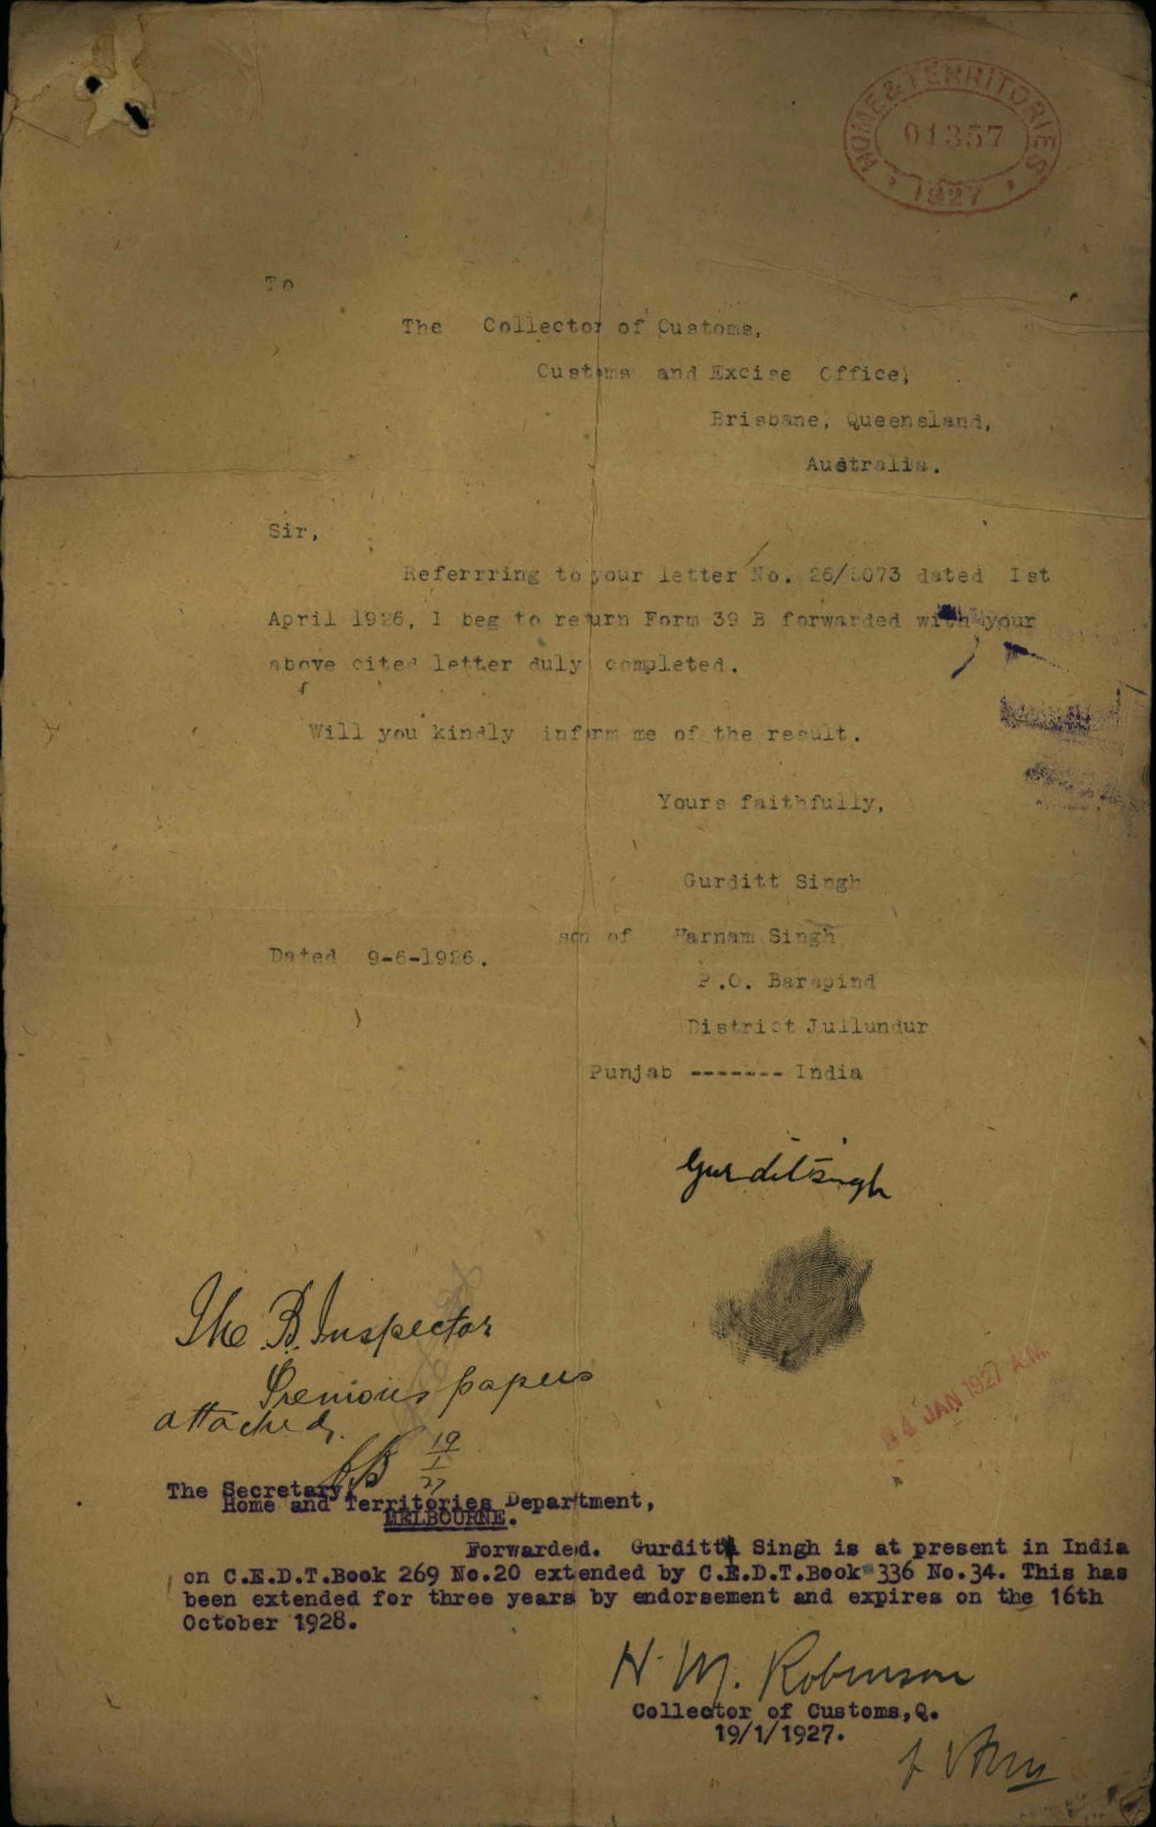 HOME & TERRITORIES
01357
1927
To
The Collector of Customs,
Customs and Excise Office,
Brisbane, Queensland,
Australia.
Sir,
Referrring to your letter No. 26/5073 dated Ist
April 1926, I beg to return Form 39 B forwarded with your
above cited letter duly completed.
Will you kindly inform me of the result.
Yours faithfully,
Gurditt Singh
son of Harnam Singh
Dated 9-6-1926.
P.O. Barapind
District Jullundur
Punjab ------- India
Gurditsingh
The B. Inspector
Previous papers
attached.
19
1
27
24 JAN 1927 A.M.
The Secretary,
Home and Territories Department,
MELBOURNE.
Forwarded. Gurditt Singh is at present in India
on C.E.D.T.Book 269 No.20 extended by C.E.D.T.Book 336 No.34. This has
been extended for three years by endorsement and expires on the 16th
October 1928.
H. M. Robinson
Collector of Customs,Q.
19/1/1927.